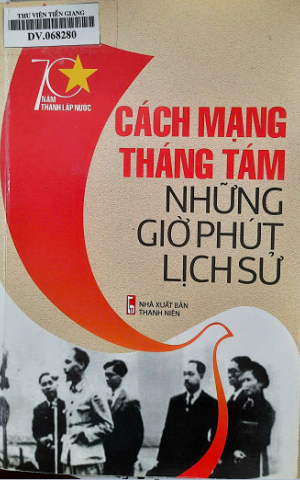 THƯ VIỆN TIỀN GIANG
DV.068280
70
NĂM
THÀNH LẬP NƯỚC
CÁCH MẠNG
THÁNG TÁM
NHỮNG
GIỜ PHÚT
LỊCH SỬ
NHÀ XUẤT BẢN
THANH NIÊN